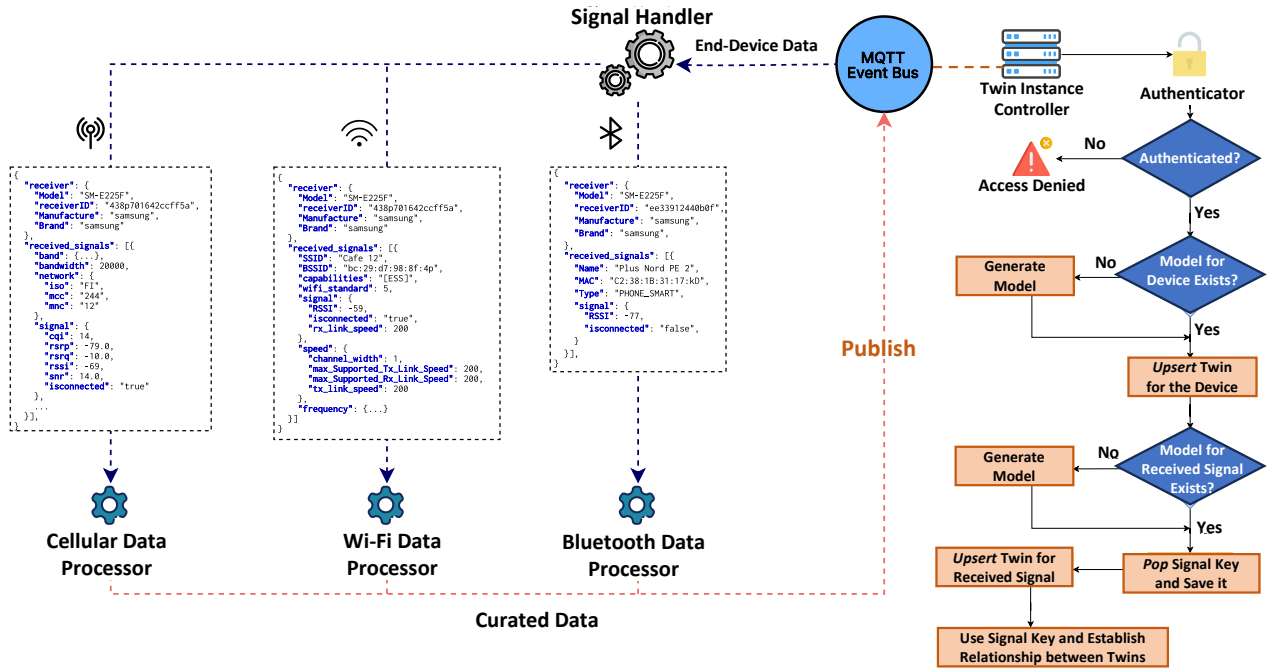 Signal Handler
End-Device Data
MQTT
Event Bus
Twin Instance
Controller
Authenticator
{
"receiver": {
"Model": "SM-E225F",
"receiverID": "438p701642ccff5a",
"Manufacture": "samsung",
"Brand": "samsung"
},
"received_signals": [{
"band": {...},
"bandwidth": 20000,
"network": {
"iso": "FI",
"mcc": "244",
"mnc": "12"
},
"signal": {
"cqi": 14,
"rsrp": -79.0,
"rsrq": -10.0,
"rssi": -69,
"snr": 14.0,
"isconnected": "true"
},
...
}],
}
{
"receiver": {
"Model": "SM-E225F",
"receiverID": "438p701642ccff5a",
"Manufacture": "samsung",
"Brand": "samsung"
},
"received_signals": [{
"SSID": "Cafe 12",
"BSSID": "bc:29:d7:98:8f:4p",
"capabilities": "[ESS]",
"wifi_standard": 5,
"signal": {
"RSSI": -59,
"isconnected": "true",
"rx_link_speed": 200
},
"speed": {
"channel_width": 1,
"max_Supported_Tx_Link_Speed": 200,
"max_Supported_Rx_Link_Speed": 200,
"tx_link_speed": 200
},
"frequency": {...}
}]
}
{
"receiver": {
"Model": "SM-E225F",
"receiverID": "ee33912440b0f",
"Manufacture": "samsung",
"Brand": "samsung",
},
"received_signals": [{
"Name": "Plus Nord PE 2",
"MAC": "C2:38:1B:31:17:kD",
"Type": "PHONE_SMART",
"signal": {
"RSSI": -77,
"isconnected": "false",
}
}],
}
Cellular Data
Processor
Wi-Fi Data
Processor
Bluetooth Data
Processor
Curated Data
Publish
Authenticated?
No
Access Denied
Yes
Model for
Device Exists?
No
Generate
Model
Yes
Upsert Twin
for the Device
Model for
Received Signal
Exists?
No
Generate
Model
Yes
Pop Signal Key
and Save it
Upsert Twin for
Received Signal
Use Signal Key and Establish
Relationship between Twins